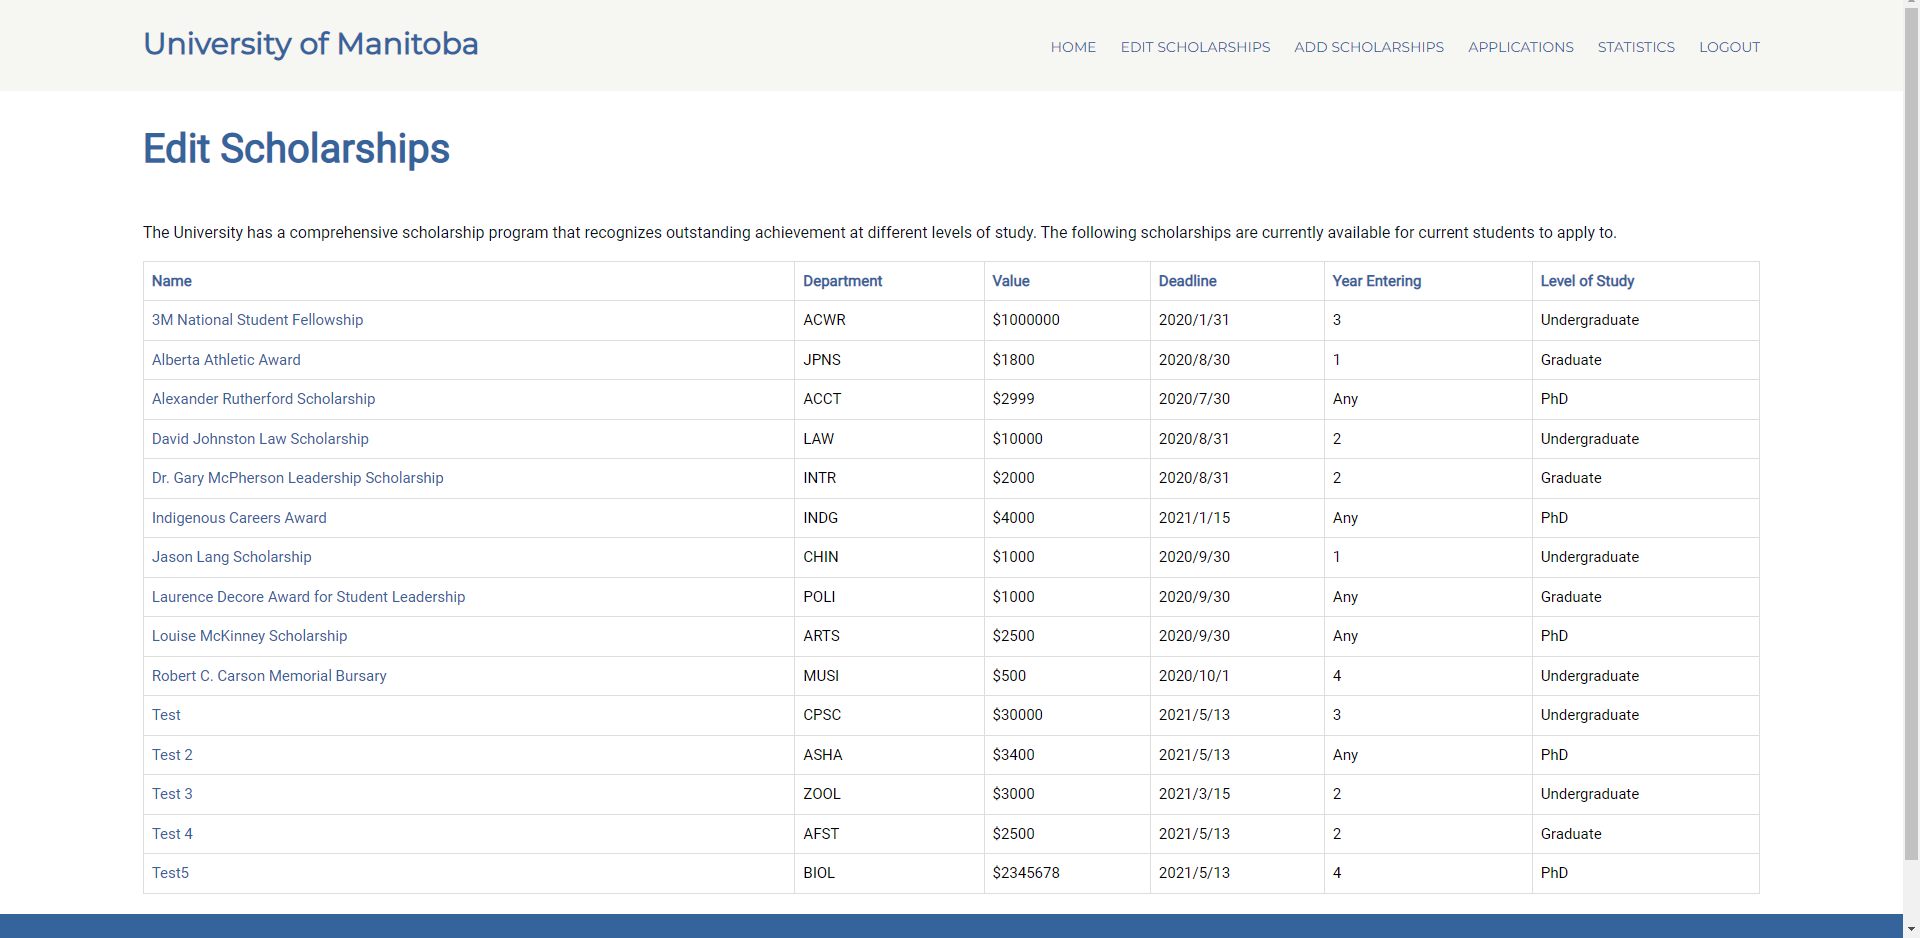 University of Manitoba
HOME EDIT SCHOLARSHIPS ADD SCHOLARSHIPS APPLICATIONS STATISTICS LOGOUT
Edit Scholarships
The University has a comprehensive scholarship program that recognizes outstanding achievement at different levels of study. The following scholarships are currently available for current students to apply to.
Name Department Value Deadline Year Entering Level of Study
3M National Student Fellowship ACWR $1000000 2020/1/31 3 Undergraduate
Alberta Athletic Award JPNS $1800 2020/8/30 1 Graduate
Alexander Rutherford Scholarship ACCT $2999 2020/7/30 Any PhD
David Johnston Law Scholarship LAW $10000 2020/8/31 2 Undergraduate
Dr. Gary McPherson Leadership Scholarship INTR $2000 2020/8/31 2 Graduate
Indigenous Careers Award INDG $4000 2021/1/15 Any PhD
Jason Lang Scholarship CHIN $1000 2020/9/30 1 Undergraduate
Laurence Decore Award for Student Leadership POLI $1000 2020/9/30 Any Graduate
Louise McKinney Scholarship ARTS $2500 2020/9/30 Any PhD
Robert C. Carson Memorial Bursary MUSI $500 2020/10/1 4 Undergraduate
Test CPSC $30000 2021/5/13 3 Undergraduate
Test 2 ASHA $3400 2021/5/13 Any PhD
Test 3 ZOOL $3000 2021/3/15 2 Undergraduate
Test 4 AFST $2500 2021/5/13 2 Graduate
Test5 BIOL $2345678 2021/5/13 4 PhD